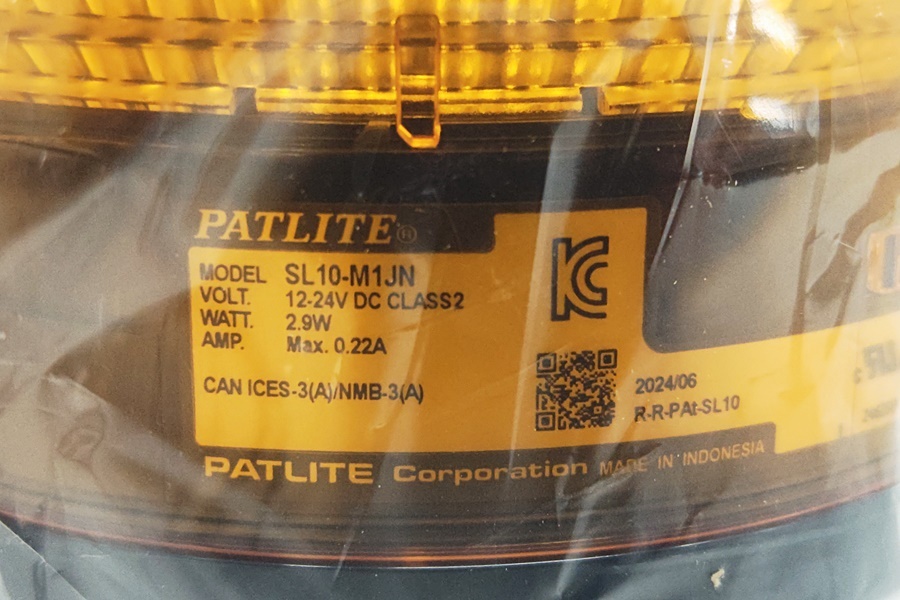 PATLITE®
MODEL SL10-M1JN
VOLT. 12-24V DC CLASS2
WATT. 2.9W
AMP. Max. 0.22A
CAN ICES-3(A)/NMB-3(A)
KC
2024/06
R-R-PAt-SL10
PATLITE Corporation MADE IN INDONESIA